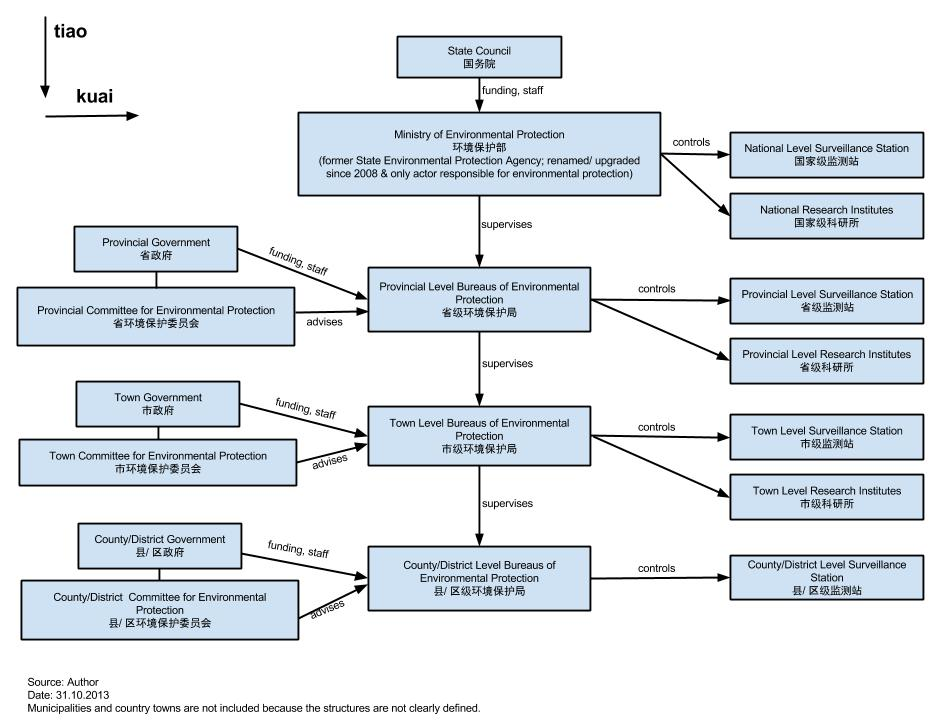 tiao
kuai
State Council
国务院
funding, staff
Ministry of Environmental Protection
环境保护部
(former State Environmental Protection Agency; renamed/ upgraded
since 2008 & only actor responsible for environmental protection)
controls
National Level Surveillance Station
国家级监测站
National Research Institutes
国家级科研所
supervises
Provincial Government
省政府
funding, staff
Provincial Committee for Environmental Protection
省环境保护委员会
advises
Provincial Level Bureaus of Environmental
Protection
省级环境保护局
controls
Provincial Level Surveillance Station
省级监测站
Provincial Level Research Institutes
省级科研所
supervises
Town Government
市政府
funding, staff
Town Committee for Environmental Protection
市环境保护委员会
advises
Town Level Bureaus of Environmental
Protection
市级环境保护局
controls
Town Level Surveillance Station
市级监测站
Town Level Research Institutes
市级科研所
supervises
County/District Government
县/ 区政府
funding, staff
County/District  Committee for Environmental
Protection
县/ 区环境保护委员会
advises
County/District Level Bureaus of
Environmental Protection
县/ 区级环境保护局
controls
County/District Level Surveillance
Station
县/ 区级监测站
Source: Author
Date: 31.10.2013
Municipalities and country towns are not included because the structures are not clearly defined.